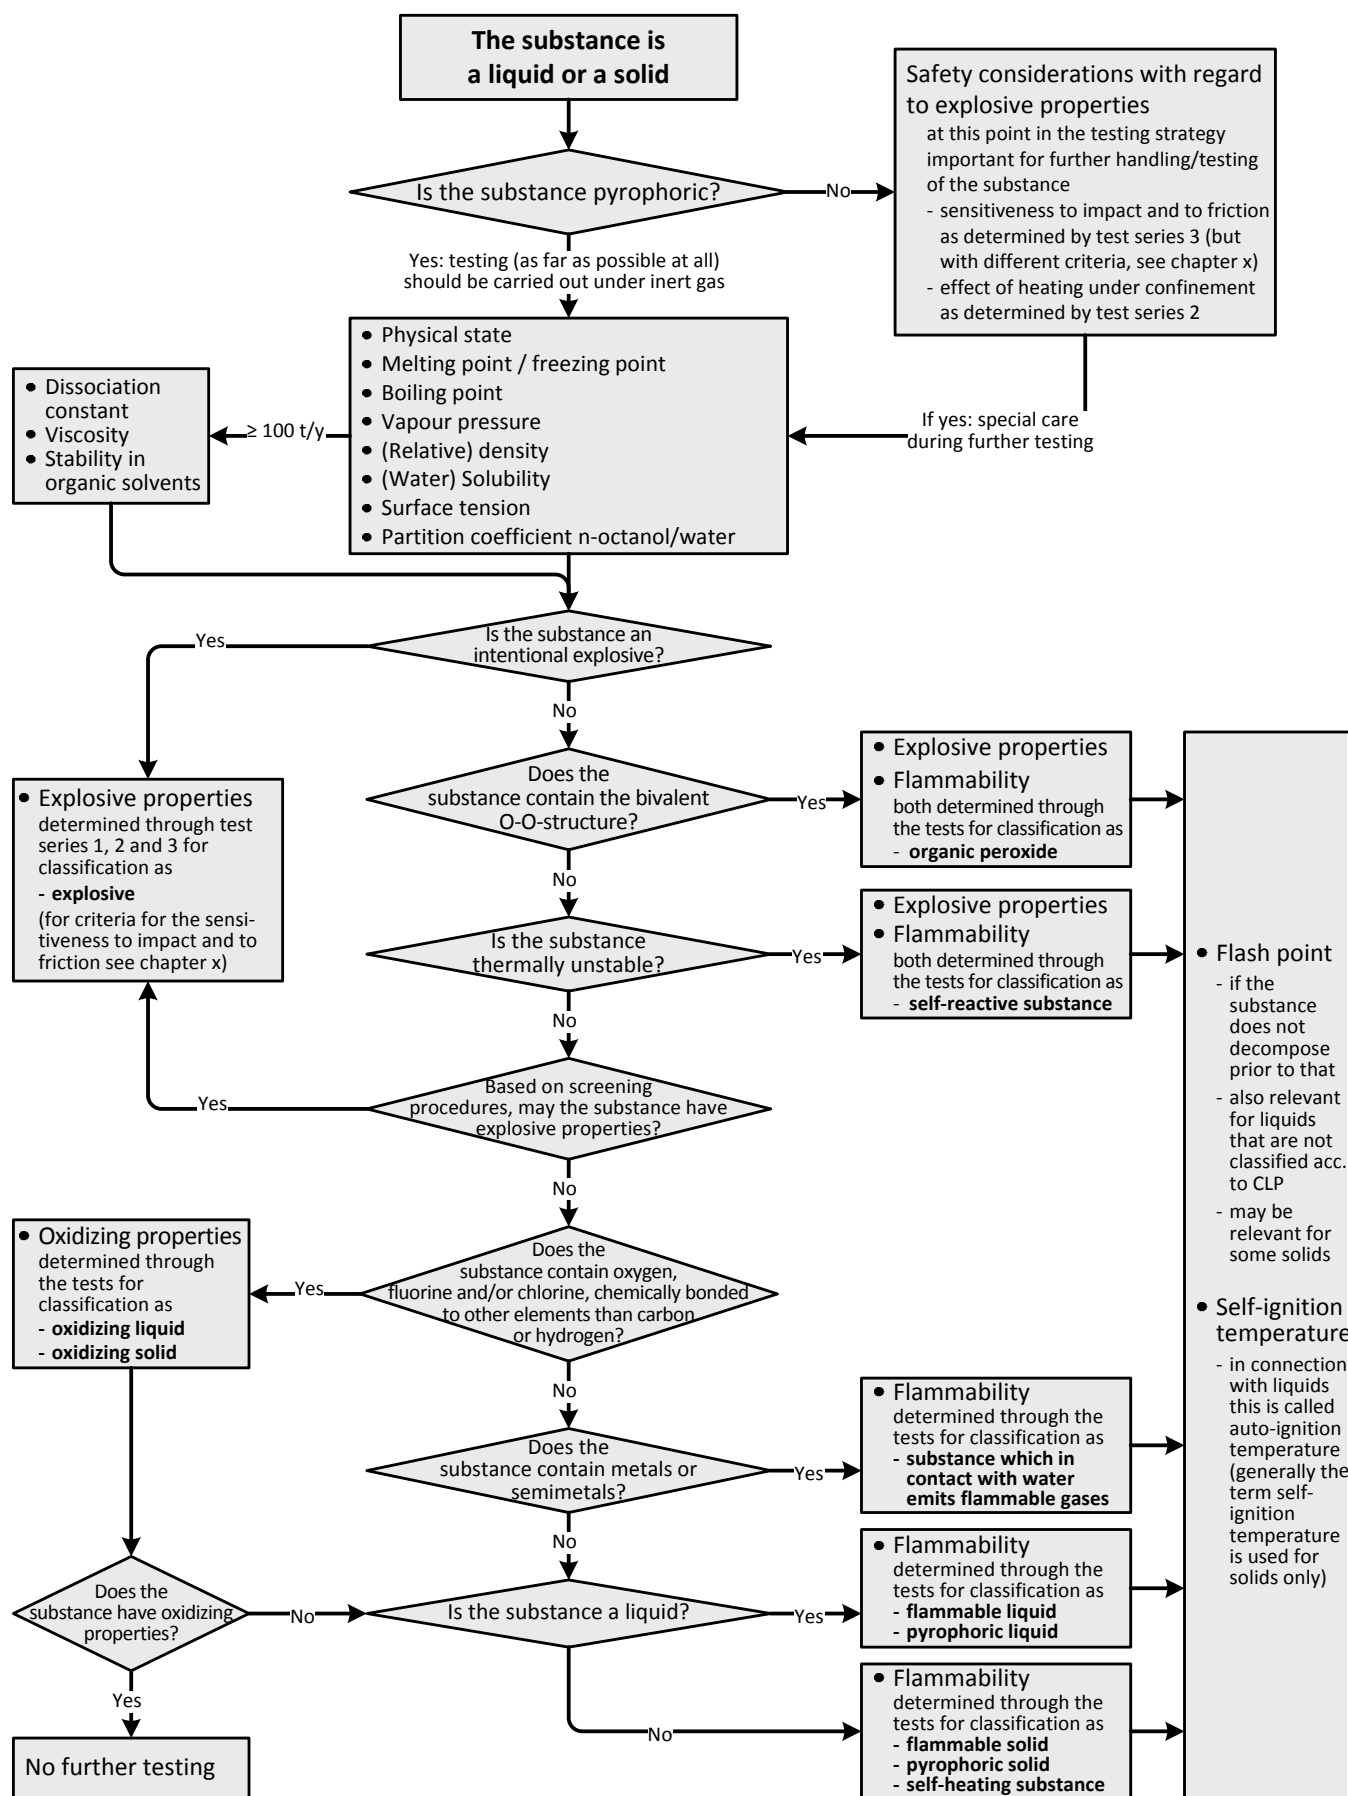 The substance is
a liquid or a solid
Safety considerations with regard
to explosive properties
at this point in the testing strategy
important for further handling/testing
of the substance
- sensitiveness to impact and to friction
as determined by test series 3 (but
with different criteria, see chapter x)
- effect of heating under confinement
as determined by test series 2
Is the substance pyrophoric?
No
Yes: testing (as far as possible at all)
should be carried out under inert gas
• Physical state
• Melting point / freezing point
• Boiling point
• Vapour pressure
• (Relative) density
• (Water) Solubility
• Surface tension
• Partition coefficient n-octanol/water
If yes: special care
during further testing
≥ 100 t/y
• Dissociation
constant
• Viscosity
• Stability in
organic solvents
Is the substance an
intentional explosive?
Yes
No
Does the
substance contain the bivalent
O-O-structure?
Yes
• Explosive properties
• Flammability
both determined through
the tests for classification as
- organic peroxide
• Explosive properties
determined through test
series 1, 2 and 3 for
classification as
- explosive
(for criteria for the sensi-
tiveness to impact and to
friction see chapter x)
No
Is the substance
thermally unstable?
Yes
• Explosive properties
• Flammability
both determined through
the tests for classification as
- self-reactive substance
No
Based on screening
procedures, may the substance have
explosive properties?
Yes
No
Does the
substance contain oxygen,
fluorine and/or chlorine, chemically bonded
to other elements than carbon
or hydrogen?
Yes
• Oxidizing properties
determined through
the tests for
classification as
- oxidizing liquid
- oxidizing solid
No
Does the
substance contain metals or
semimetals?
Yes
• Flammability
determined through the
tests for classification as
- substance which in
contact with water
emits flammable gases
No
Does the
substance have oxidizing
properties?
No
Is the substance a liquid?
Yes
• Flammability
determined through the
tests for classification as
- flammable liquid
- pyrophoric liquid
Yes
No further testing
No
• Flammability
determined through the
tests for classification as
- flammable solid
- pyrophoric solid
- self-heating substance
• Flash point
- if the
substance
does not
decompose
prior to that
- also relevant
for liquids
that are not
classified acc.
to CLP
- may be
relevant for
some solids
• Self-ignition
temperature
- in connection
with liquids
this is called
auto-ignition
temperature
(generally the
term self-
ignition
temperature
is used for
solids only)